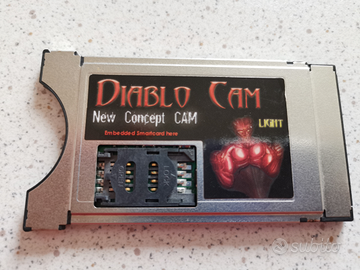 DIABLO CAM
New Concept CAM
LIGHT
Embedded Smartcard here